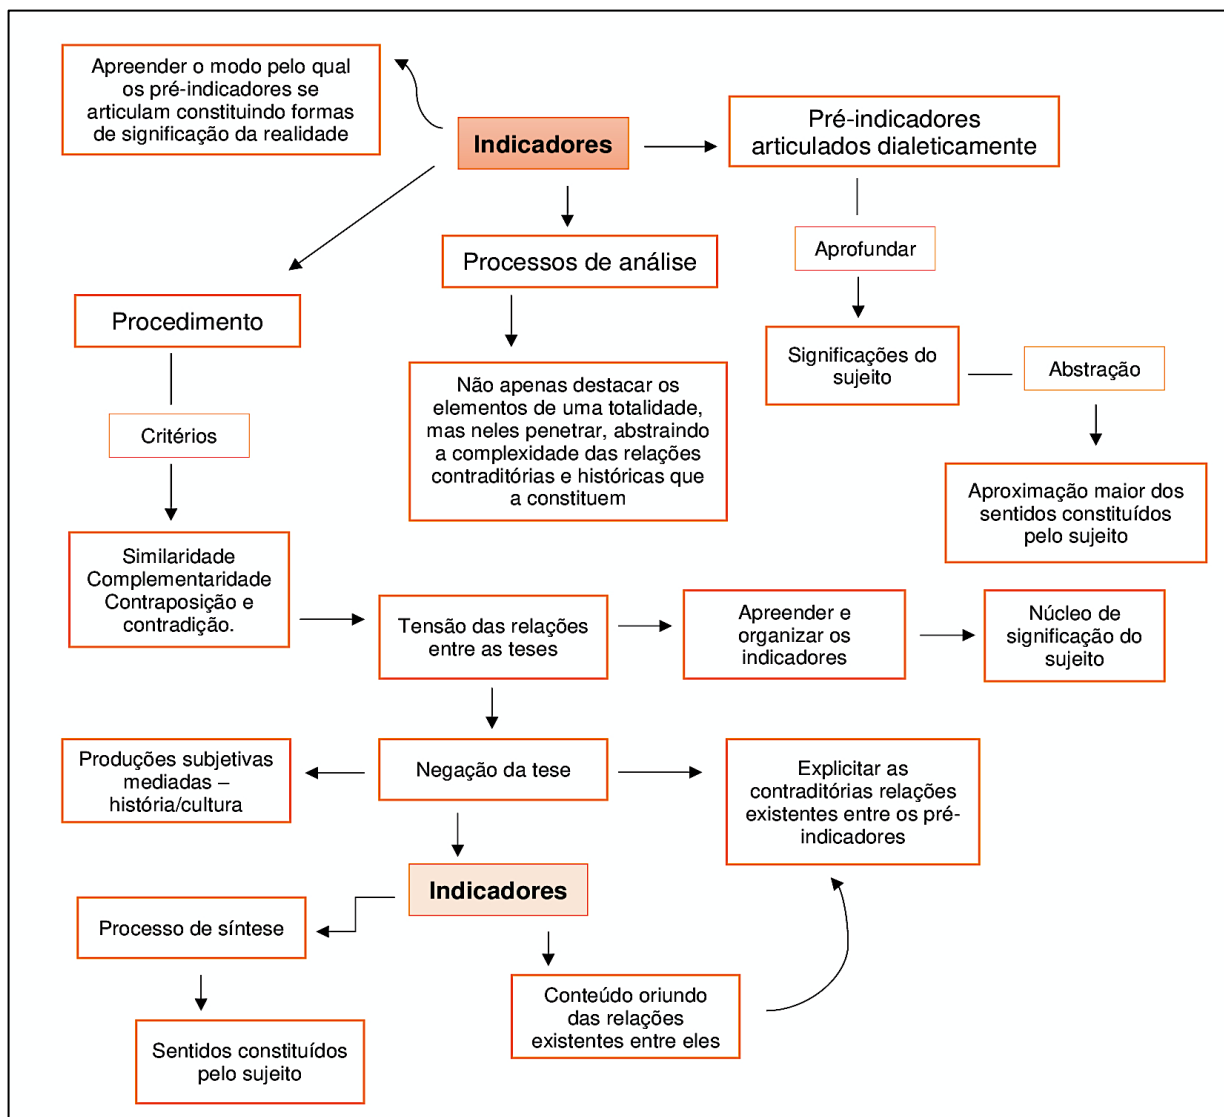 Apreender o modo pelo qual
os pré-indicadores se
articulam constituindo formas
de significação da realidade
Indicadores
Pré-indicadores
articulados dialeticamente
Processos de análise
Aprofundar
Procedimento
Significações do
sujeito
Abstração
Não apenas destacar os
elementos de uma totalidade,
mas neles penetrar, abstraindo
a complexidade das relações
contraditórias e históricas que
a constituem
Critérios
Aproximação maior dos
sentidos constituídos
pelo sujeito
Similaridade
Complementaridade
Contraposição e
contradição.
Tensão das relações
entre as teses
Apreender e
organizar os
indicadores
Núcleo de
significação do
sujeito
Produções subjetivas
mediadas –
história/cultura
Negação da tese
Explicitar as
contraditórias relações
existentes entre os pré-
indicadores
Indicadores
Processo de síntese
Conteúdo oriundo
das relações
existentes entre eles
Sentidos constituídos
pelo sujeito